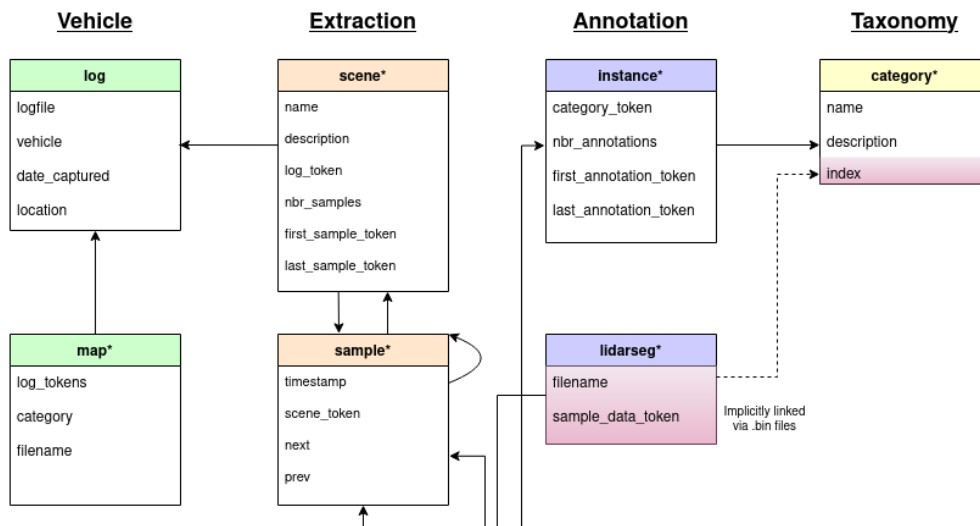 Vehicle
Extraction
Annotation
Taxonomy
log
logfile
vehicle
date_captured
location
scene*
name
description
log_token
nbr_samples
first_sample_token
last_sample_token
instance*
category_token
nbr_annotations
first_annotation_token
last_annotation_token
category*
name
description
index
map*
log_tokens
category
filename
sample*
timestamp
scene_token
next
prev
lidarseg*
filename
sample_data_token
Implicitly linked
via .bin files